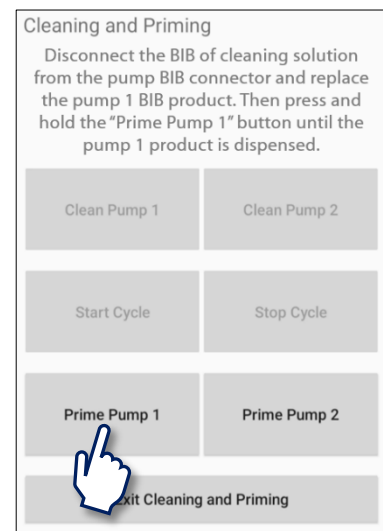 Cleaning and Priming
Disconnect the BIB of cleaning solution
from the pump BIB connector and replace
the pump 1 BIB product. Then press and
hold the “Prime Pump 1” button until the
pump 1 product is dispensed.
Clean Pump 1 Clean Pump 2
Start Cycle Stop Cycle
Prime Pump 1 Prime Pump 2
Exit Cleaning and Priming